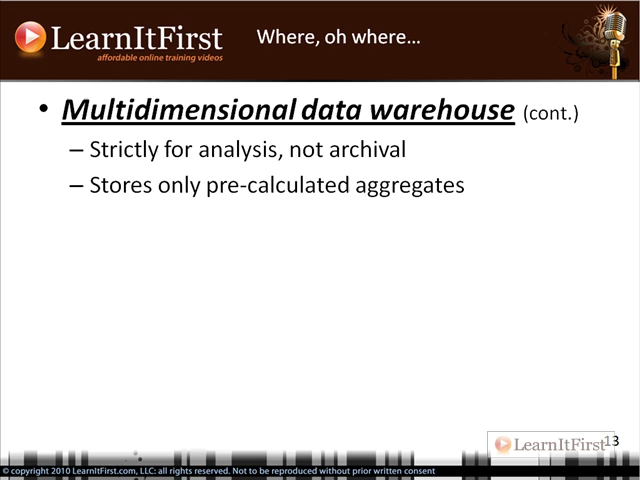 LearnItFirst
affordable online training videos
Where, oh where...
• Multidimensional data warehouse (cont.)
– Strictly for analysis, not archival
– Stores only pre-calculated aggregates
LearnItFirst
13
© copyright 2010 LearnItFirst.com, LLC: all rights reserved. Not to be reproduced without prior written consent